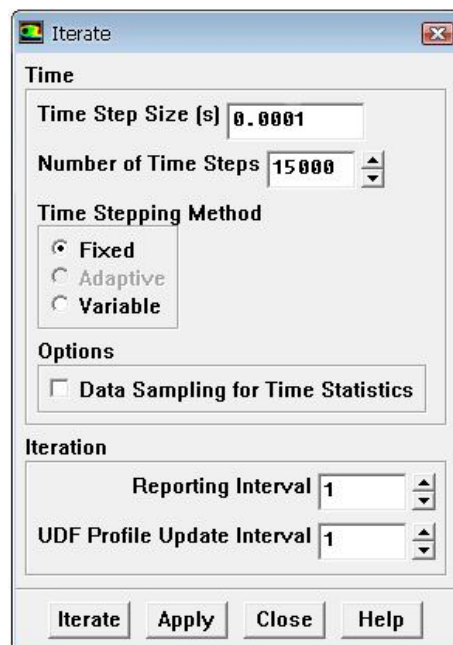 Iterate
Time
Time Step Size (s) 0.0001
Number of Time Steps 15000
Time Stepping Method
Fixed
Adaptive
Variable
Options
Data Sampling for Time Statistics
Iteration
Reporting Interval 1
UDF Profile Update Interval 1
Iterate Apply Close Help